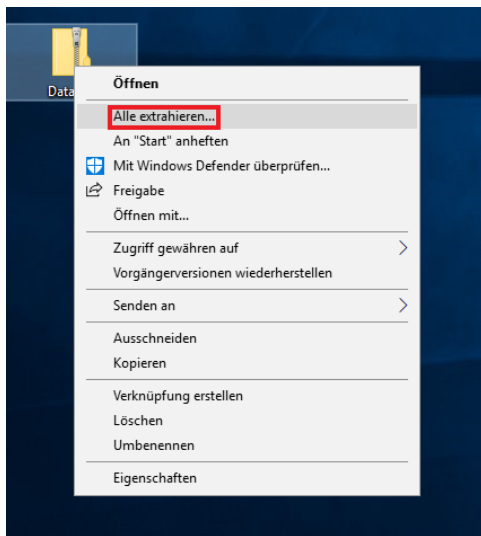 Data
Öffnen
Alle extrahieren...
An "Start" anheften
Mit Windows Defender überprüfen...
Freigabe
Öffnen mit...
Zugriff gewähren auf
Vorgängerversionen wiederherstellen
Senden an
Ausschneiden
Kopieren
Verknüpfung erstellen
Löschen
Umbenennen
Eigenschaften